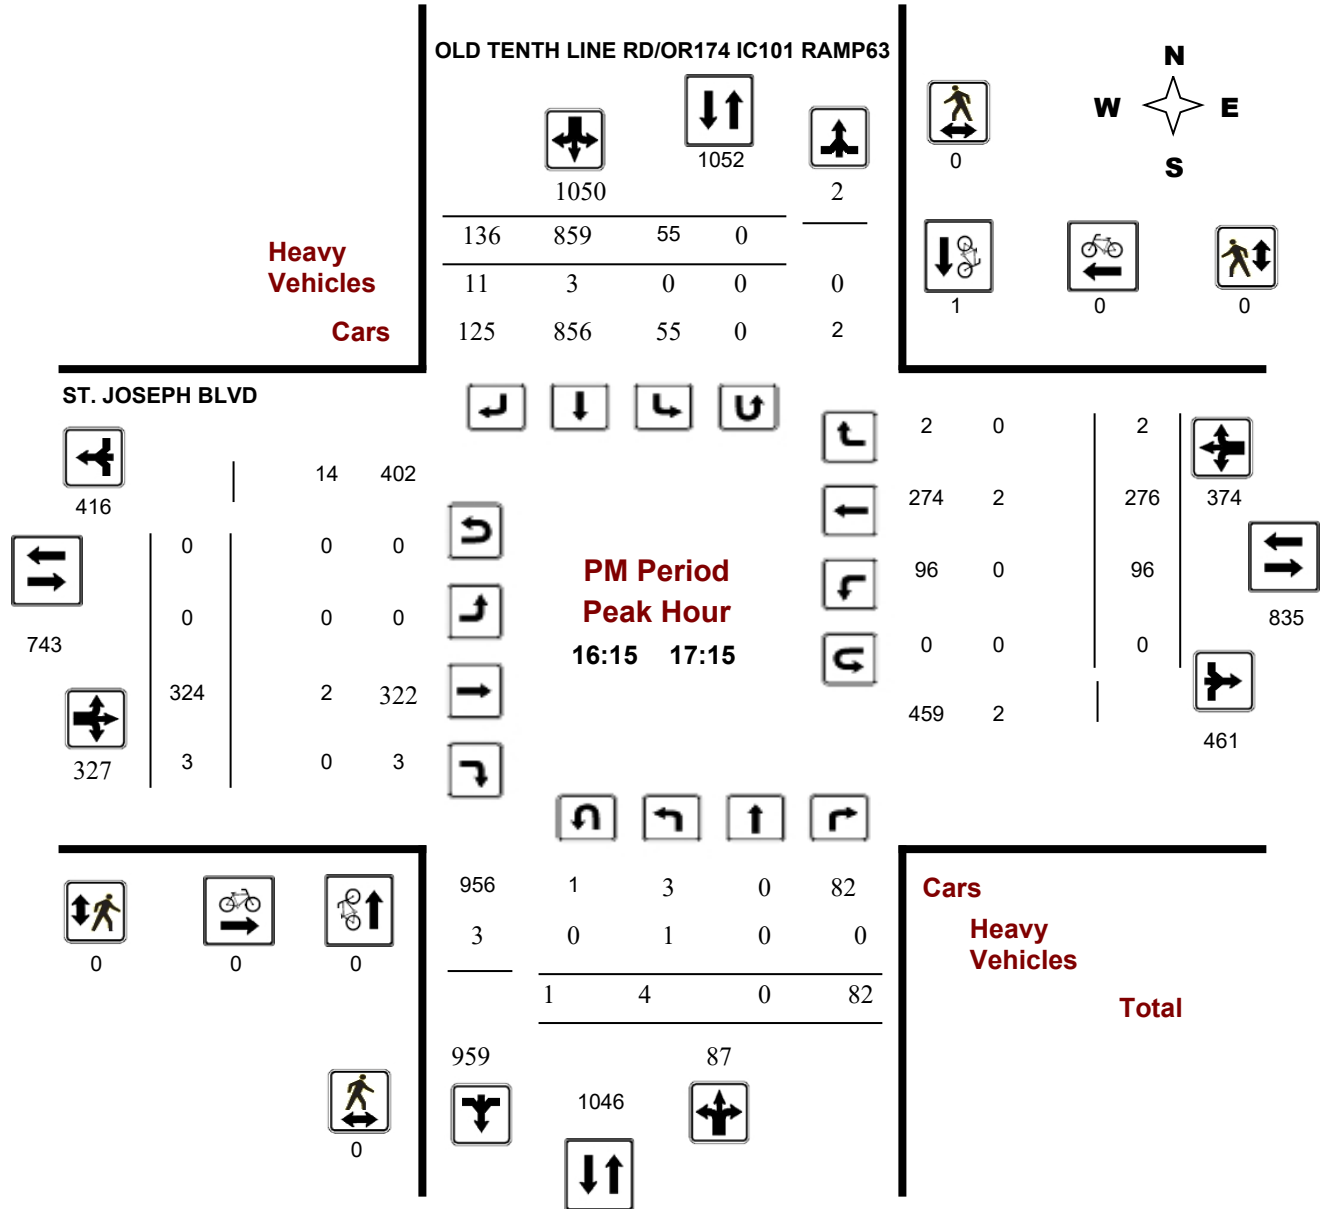 OLD TENTH LINE RD/OR174 IC101 RAMP63
N
W E
S
1052
0
1050 2
136 859 55 0
Heavy
Vehicles
11 3 0 0 0
1 0 0
Cars
125 856 55 0 2
ST. JOSEPH BLVD
2 0 2
14 402
416
274 2 276 374
0 0 0
PM Period
96 0 96
Peak Hour
0 0 0
835
743
16:15 17:15
0 0 0
324 2 322
459 2
461
327 3 0 3
956 1 3 0 82
Cars
3 0 1 0 0
Heavy
Vehicles
0 0 0
1 4 0 82
Total
959 87
1046
0